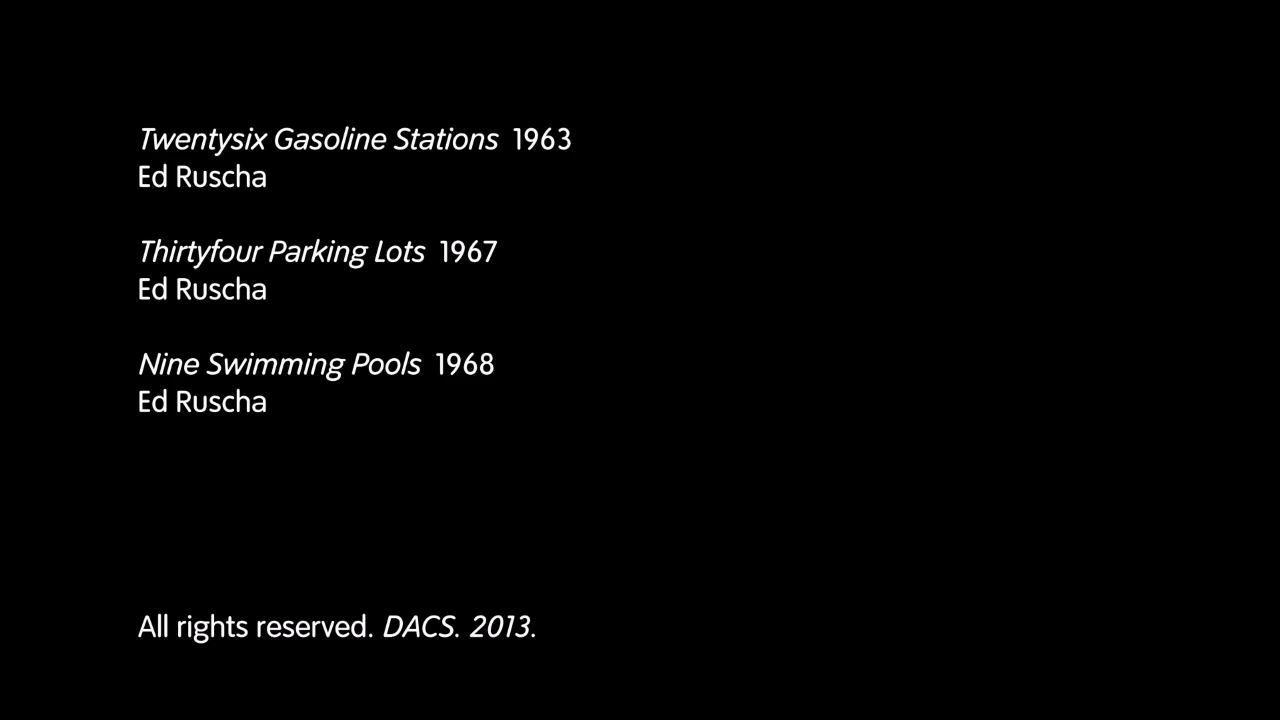 Twentysix Gasoline Stations 1963
Ed Ruscha
Thirtyfour Parking Lots 1967
Ed Ruscha
Nine Swimming Pools 1968
Ed Ruscha
All rights reserved. DACS. 2013.